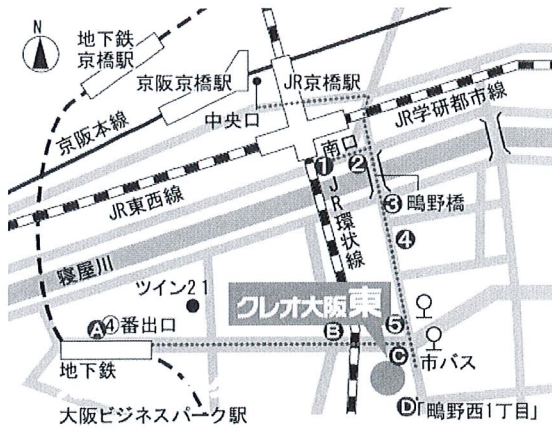 N
地下鉄
京橋駅
京阪京橋駅
JR京橋駅
中央口
京阪本線
JR学研都市線
南口
① ②
JR東西線
JR環状線
③ 鴫野橋
④
寝屋川
ツイン21
クレオ大阪東
Ⓐ ④番出口
Ⓑ
⑤
Ⓒ
市バス
地下鉄
大阪ビジネスパーク駅
Ⓓ 「鴫野西1丁目」